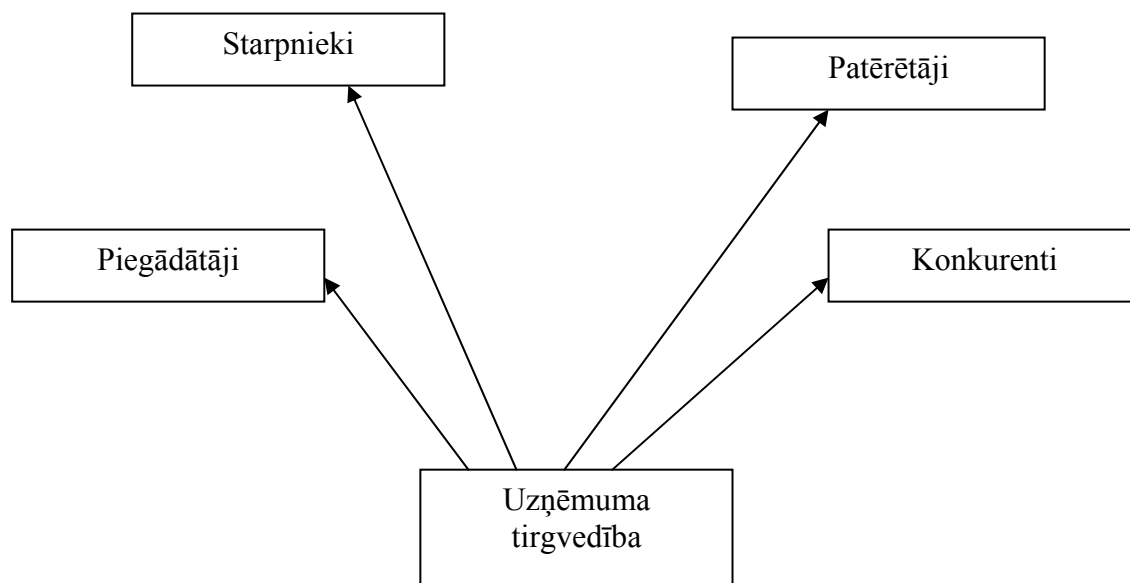 Starpnieki
Patērētāji
Piegādātāji
Konkurenti
Uzņēmuma
tirgvedība